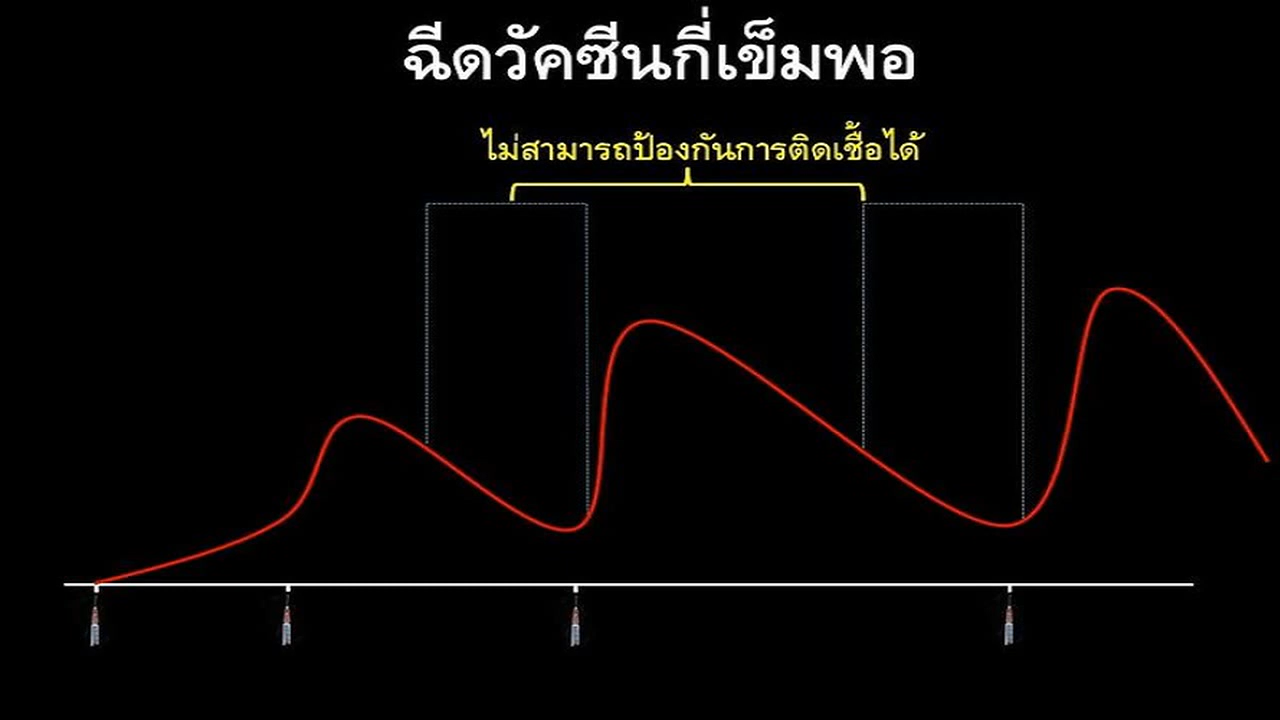 ฉีดวัคซีนกี่เข็มพอ
ไม่สามารถป้องกันการติดเชื้อได้